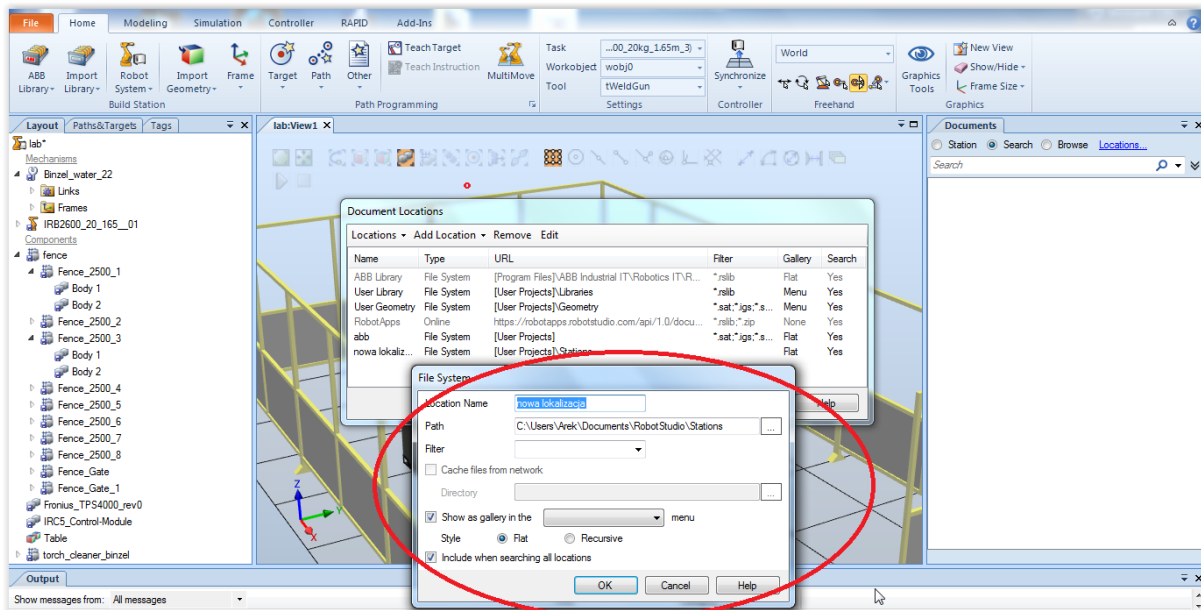 File Home Modeling Simulation Controller RAPID Add-Ins
ABB Library
Import Library
Robot System
Import Geometry
Frame
Build Station
Target
Path
Other
Teach Target
Teach Instruction
MultiMove
Path Programming
Task ...00_20kg_1.65m_3)
Workobject wobj0
Tool tWeldGun
Settings
Synchronize
Controller
World
Freehand
Graphics Tools
New View
Show/Hide
Frame Size
Graphics
Layout Paths&Targets Tags
lab*
Mechanisms
Binzel_water_22
Links
Frames
IRB2600_20_165__01
Components
fence
Fence_2500_1
Body 1
Body 2
Fence_2500_2
Fence_2500_3
Body 1
Body 2
Fence_2500_4
Fence_2500_5
Fence_2500_6
Fence_2500_7
Fence_2500_8
Fence_Gate
Fence_Gate_1
Fronius_TPS4000_rev0
IRC5_Control-Module
Table
torch_cleaner_binzel
lab:View1
Z
Y
X
Document Locations
Locations Add Location Remove Edit
Name Type URL Filter Gallery Search
ABB Library File System [Program Files]\ABB Industrial IT\Robotics IT\R... *.rslib Flat Yes
User Library File System [User Projects]\Libraries *.rslib Menu Yes
User Geometry File System [User Projects]\Geometry *.sat;*.igs;*.s... Menu Yes
RobotApps Online https://robotapps.robotstudio.com/api/1.0/docu... *.rslib;*.zip None Yes
abb File System [User Projects] *.sat;*.igs;*.s... Flat Yes
nowa lokaliz... File System [User Projects]\Stations Flat Yes
Help
File System
Location Name nowa lokalizacja
Path C:\Users\Arek\Documents\RobotStudio\Stations ...
Filter
Cache files from network
Directory ...
Show as gallery in the menu
Style Flat Recursive
Include when searching all locations
OK Cancel Help
Documents
Station Search Browse Locations...
Search
Output
Show messages from: All messages